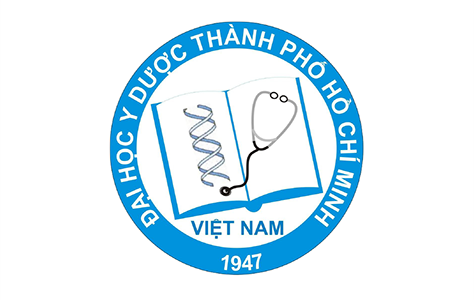 ĐẠI HỌC Y DƯỢC THÀNH PHỐ HỒ CHÍ MINH
VIỆT NAM
1947